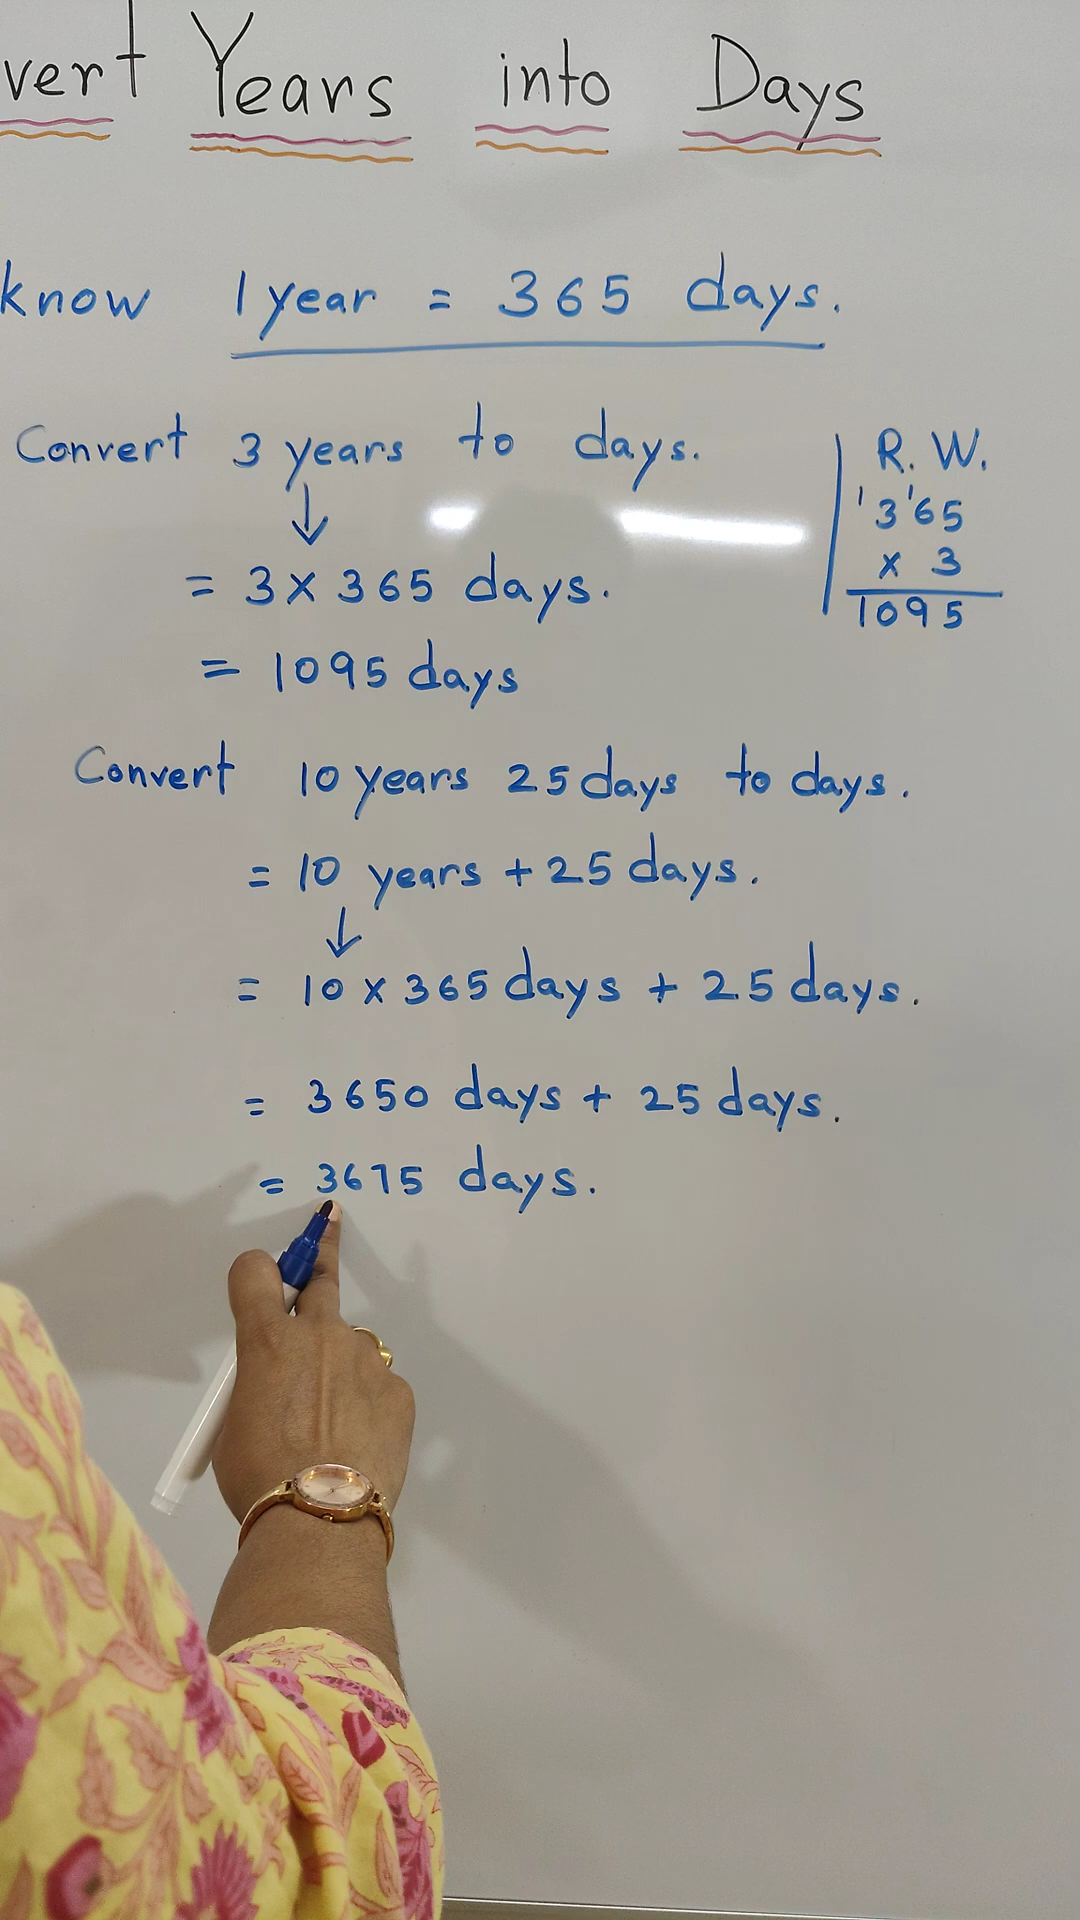 vert Years into Days
know 1 year = 365 days.
Convert 3 years to days.
↓
= 3 x 365 days.
= 1095 days
R. W.
1 3 1 65
x 3
1095
Convert 10 years 25 days to days.
= 10 years + 25 days.
↓
= 10 x 365 days + 25 days.
= 3650 days + 25 days.
= 3675 days.